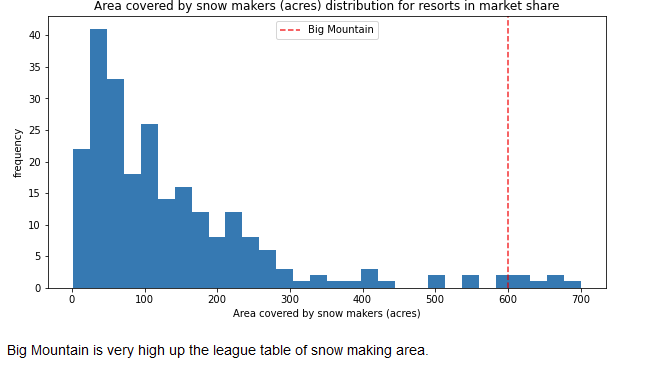 Area covered by snow makers (acres) distribution for resorts in market share
Big Mountain
40
35
30
25
20
15
10
5
0
frequency
0 100 200 300 400 500 600 700
Area covered by snow makers (acres)
Big Mountain is very high up the league table of snow making area.